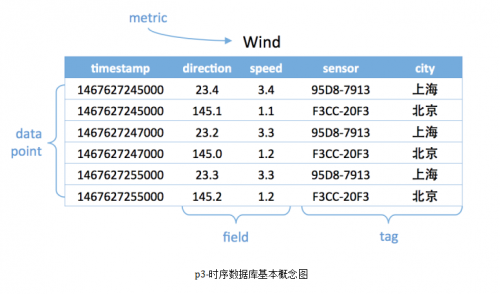 metric
Wind
timestamp direction speed sensor city
1467627245000 23.4 3.4 95D8-7913 上海
1467627245000 145.1 1.1 F3CC-20F3 北京
1467627247000 23.2 3.3 95D8-7913 上海
1467627247000 145.0 1.2 F3CC-20F3 北京
1467627255000 23.3 3.3 95D8-7913 上海
1467627255000 145.2 1.2 F3CC-20F3 北京
data
point
field tag
p3-时序数据库基本概念图